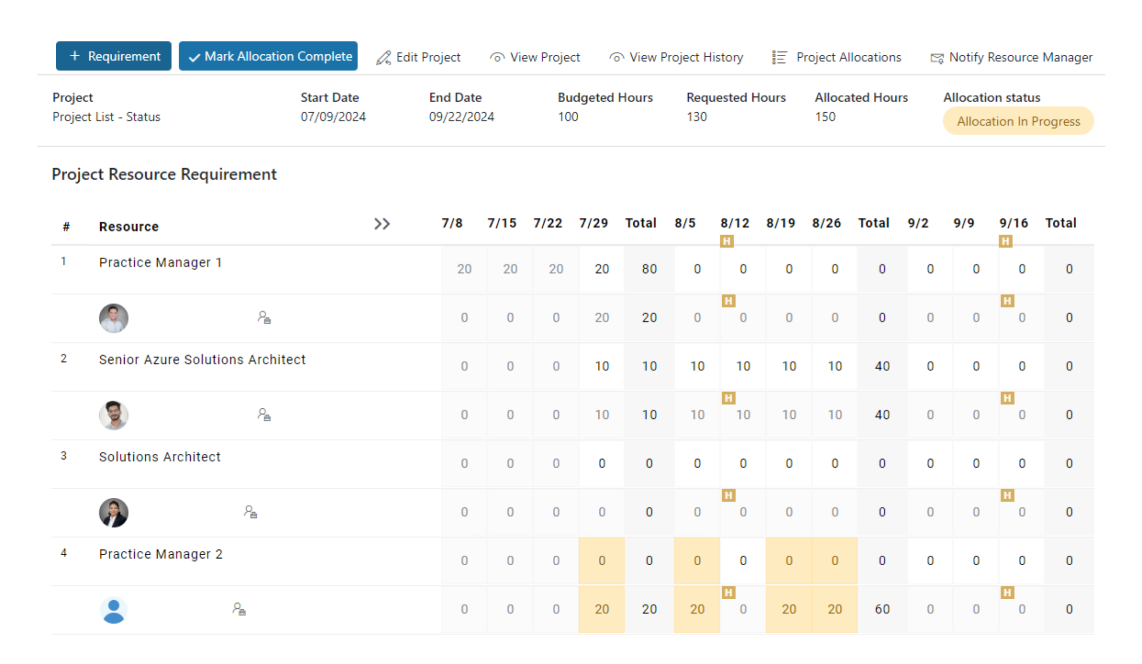 + Requirement Mark Allocation Complete Edit Project View Project View Project History Project Allocations Notify Resource Manager
Project Start Date End Date Budgeted Hours Requested Hours Allocated Hours Allocation status
Project List - Status 07/09/2024 09/22/2024 100 130 150 Allocation In Progress
Project Resource Requirement
# Resource >> 7/8 7/15 7/22 7/29 Total 8/5 8/12 8/19 8/26 Total 9/2 9/9 9/16 Total
H H
1 Practice Manager 1 20 20 20 20 80 0 0 0 0 0 0 0 0 0
H H
0 0 0 20 20 0 0 0 0 0 0 0 0 0
2 Senior Azure Solutions Architect 0 0 0 10 10 10 10 10 10 40 0 0 0 0
H H
0 0 0 10 10 10 10 10 10 40 0 0 0 0
3 Solutions Architect 0 0 0 0 0 0 0 0 0 0 0 0 0 0
H H
0 0 0 0 0 0 0 0 0 0 0 0 0 0
4 Practice Manager 2 0 0 0 0 0 0 0 0 0 0 0 0 0 0
H H
0 0 0 20 20 20 0 20 20 60 0 0 0 0